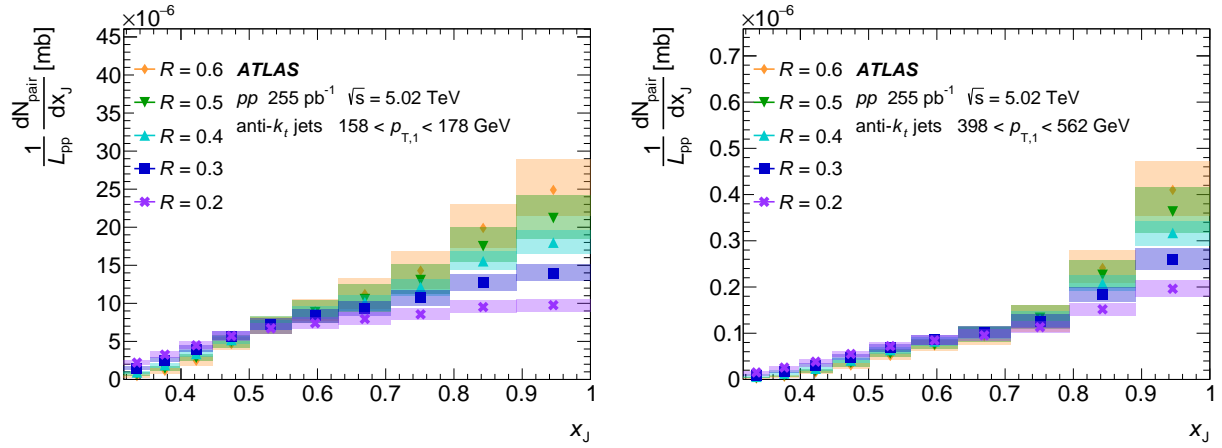 ×10⁻⁶
1/L_pp dN_pair/dx_J [mb]
45
40
35
30
25
20
15
10
5
0
R = 0.6 ATLAS
R = 0.5 pp 255 pb⁻¹ √s = 5.02 TeV
R = 0.4 anti-k_t jets 158 < p_T,1 < 178 GeV
R = 0.3
R = 0.2
0.4 0.5 0.6 0.7 0.8 0.9 1
x_J
×10⁻⁶
1/L_pp dN_pair/dx_J [mb]
0.7
0.6
0.5
0.4
0.3
0.2
0.1
0
R = 0.6 ATLAS
R = 0.5 pp 255 pb⁻¹ √s = 5.02 TeV
R = 0.4 anti-k_t jets 398 < p_T,1 < 562 GeV
R = 0.3
R = 0.2
0.4 0.5 0.6 0.7 0.8 0.9 1
x_J